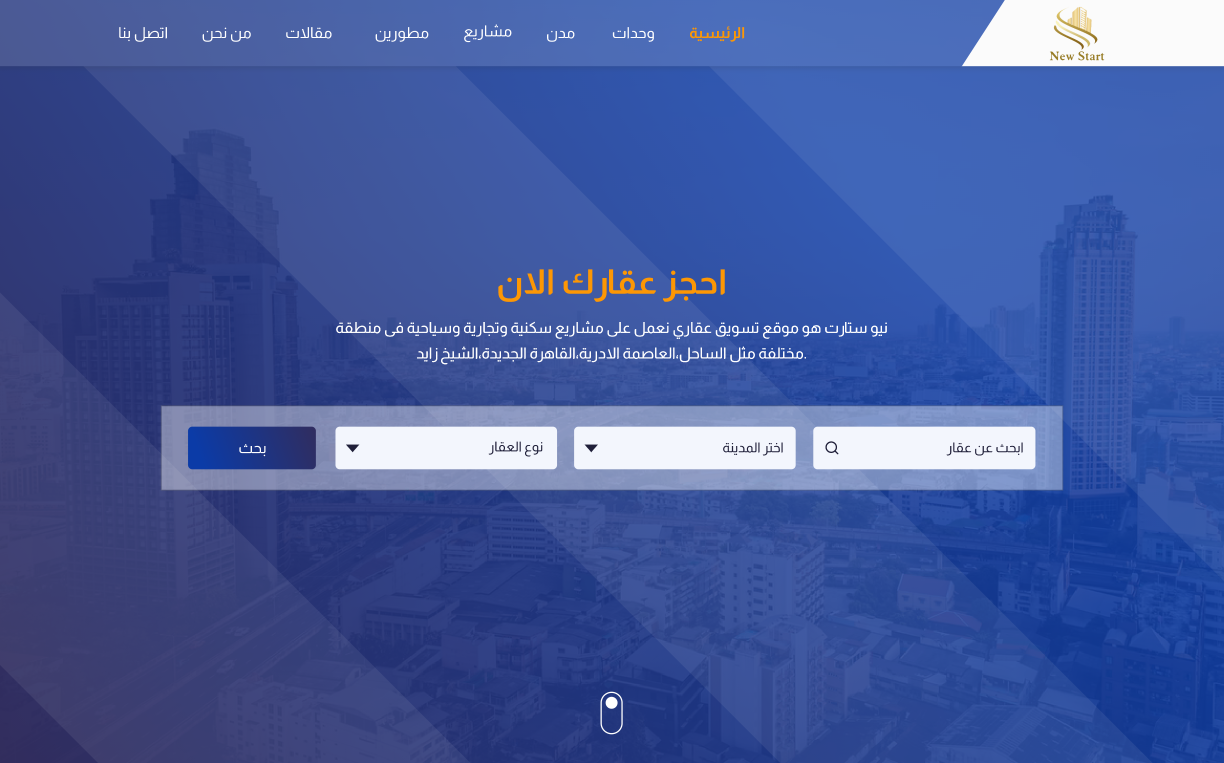 New Start
الرئيسية
وحدات
مدن
مشاريع
مطورين
مقالات
من نحن
اتصل بنا
احجز عقارك الان
نيو ستارت هو موقع تسويق عقاري نعمل على مشاريع سكنية وتجارية وسياحية فى منطقة
مختلفة مثل الساحل،العاصمة الادرية،القاهرة الجديدة،الشيخ زايد.
ابحث عن عقار
اختر المدينة
نوع العقار
بحث